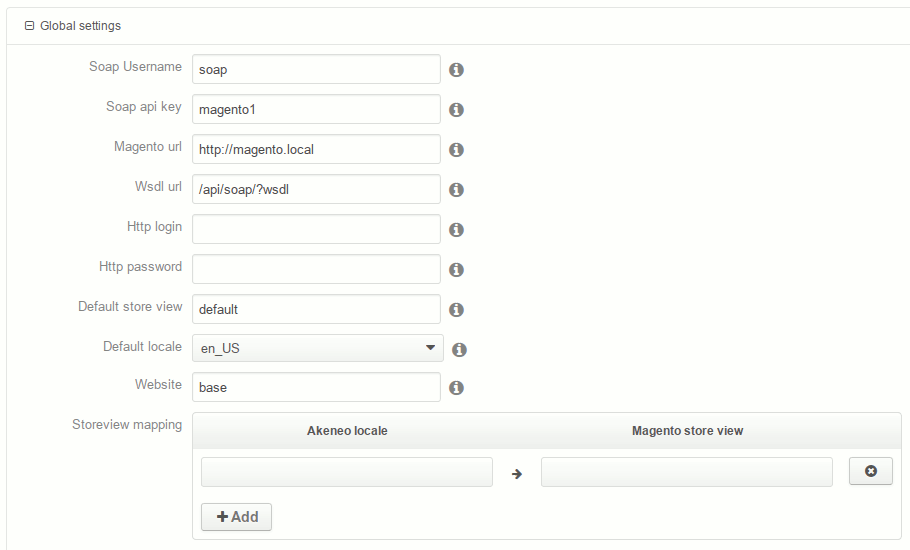 Global settings
Soap Username soap
Soap api key magento1
Magento url http://magento.local
Wsdl url /api/soap/?wsdl
Http login
Http password
Default store view default
Default locale en_US
Website base
Storeview mapping Akeneo locale Magento store view
Add